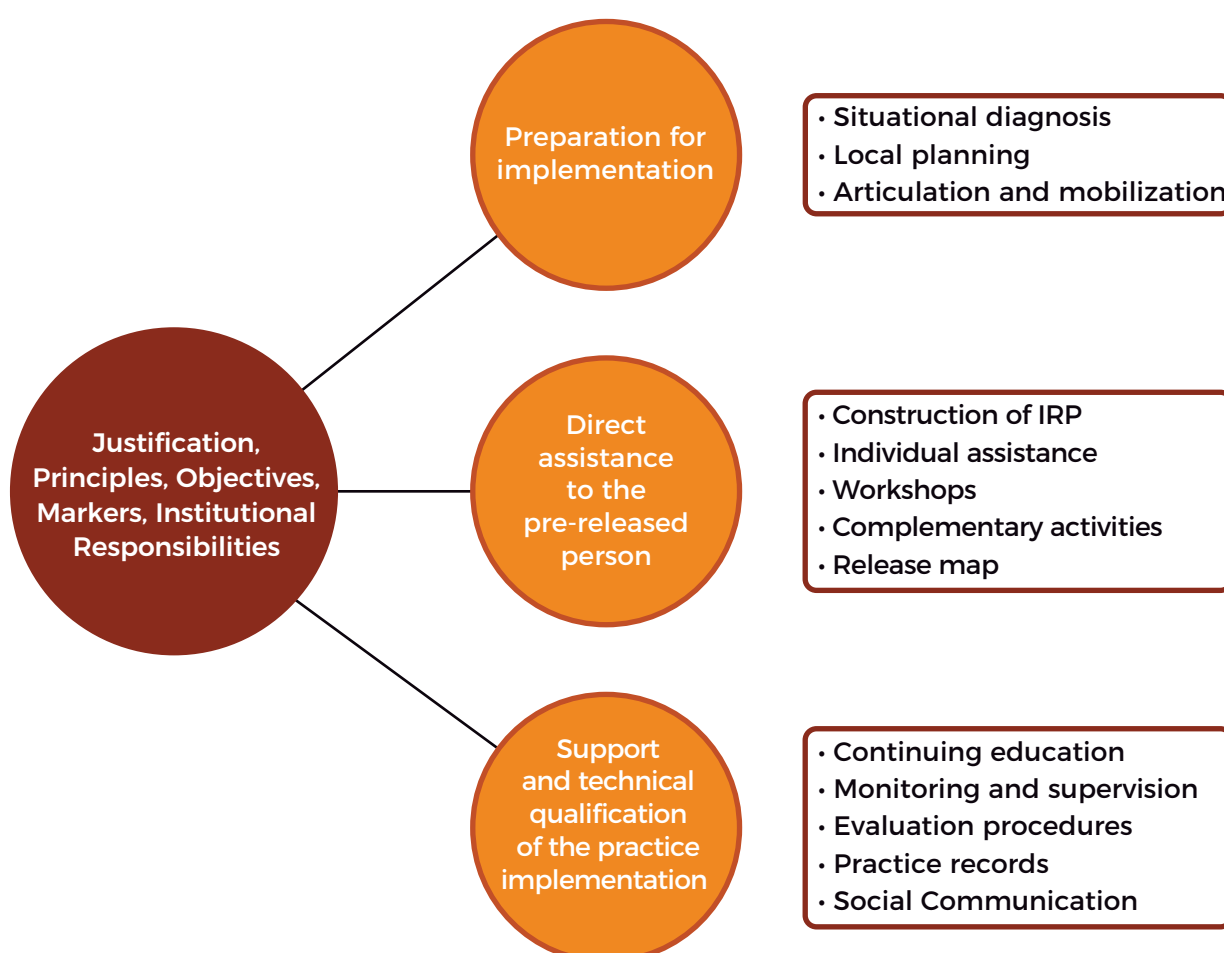 Preparation for
implementation
• Situational diagnosis
• Local planning
• Articulation and mobilization
Justification,
Principles, Objectives,
Markers, Institutional
Responsibilities
Direct
assistance
to the
pre-released
person
• Construction of IRP
• Individual assistance
• Workshops
• Complementary activities
• Release map
Support
and technical
qualification
of the practice
implementation
• Continuing education
• Monitoring and supervision
• Evaluation procedures
• Practice records
• Social Communication